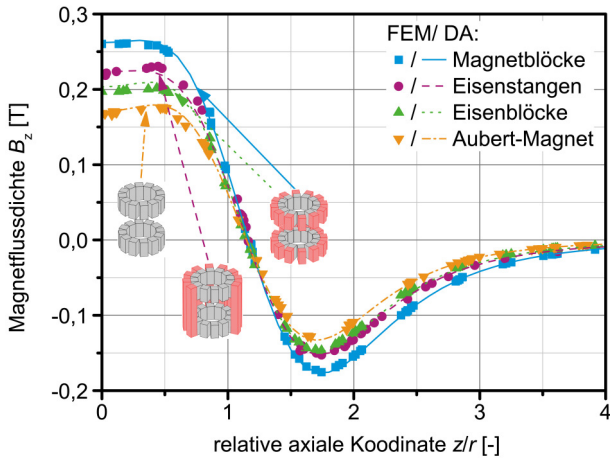 FEM/ DA:
/ Magnetblöcke
/ Eisenstangen
/ Eisenblöcke
/ Aubert-Magnet
Magnetflussdichte Bz [T]
0,3
0,2
0,1
0,0
-0,1
-0,2
0
1
2
3
4
relative axiale Koodinate z/r [-]